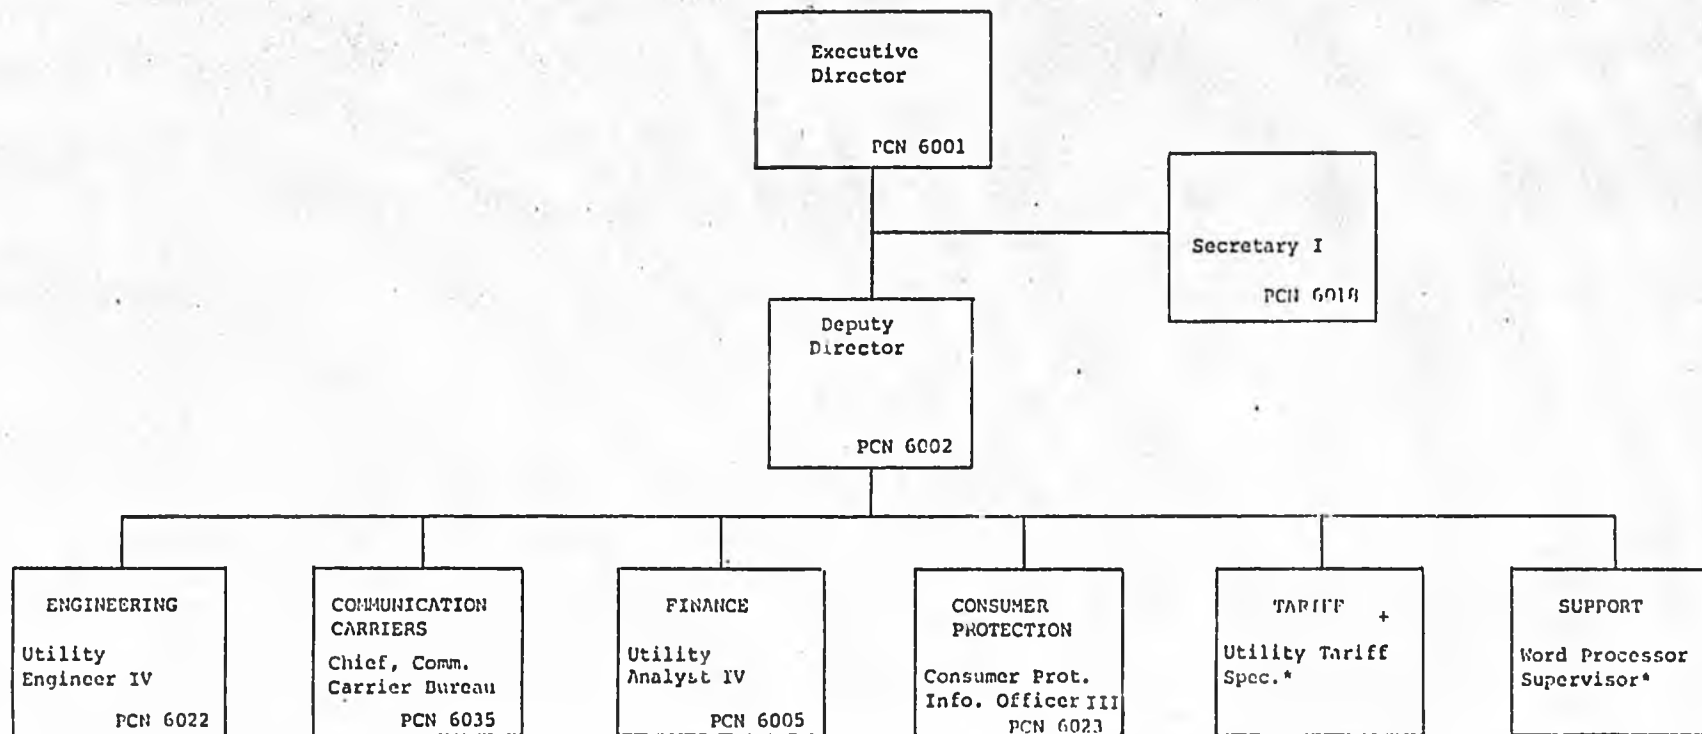 Executive
Director
PCN 6001
Secretary I
PCN 6018
Deputy
Director
PCN 6002
ENGINEERING
Utility
Engineer IV
PCN 6022
COMMUNICATION
CARRIERS
Chief, Comm.
Carrier Bureau
PCN 6035
FINANCE
Utility
Analyst IV
PCN 6005
CONSUMER
PROTECTION
Consumer Prot.
Info. Officer III
PCN 6023
TARIFF +
Utility Tariff
Spec.*
SUPPORT
Word Processor
Supervisor*